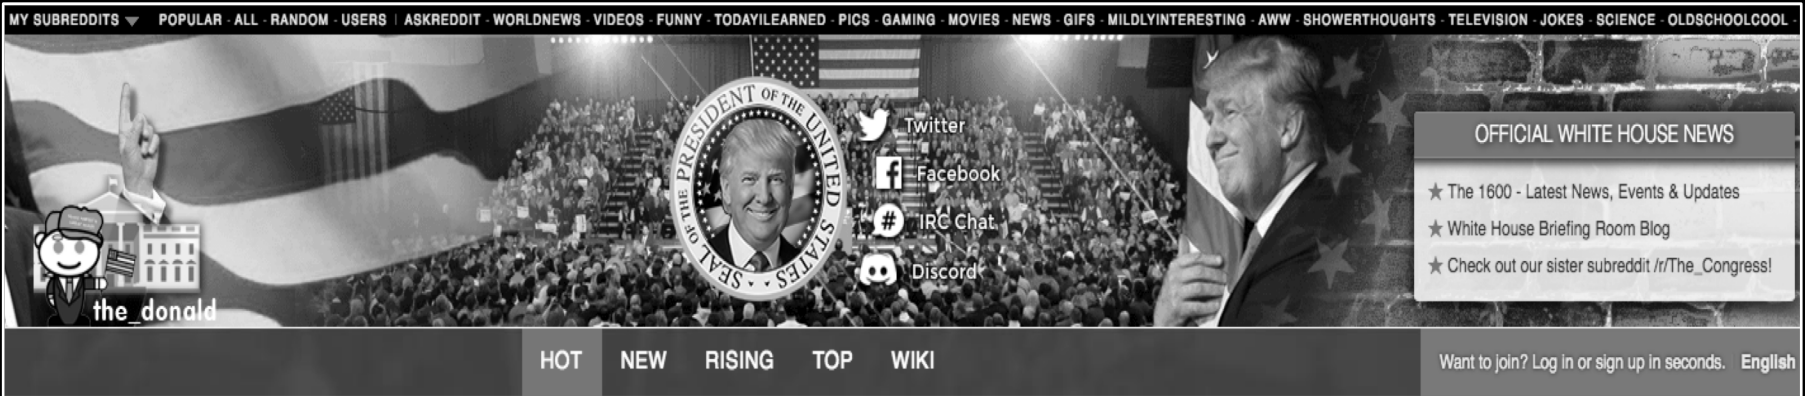 MY SUBREDDITS POPULAR - ALL - RANDOM - USERS | ASKREDDIT - WORLDNEWS - VIDEOS - FUNNY - TODAYILEARNED - PICS - GAMING - MOVIES - NEWS - GIFS - MILDLYINTERESTING - AWW - SHOWERTHOUGHTS - TELEVISION - JOKES - SCIENCE - OLDSCHOOLCOOL -
SEAL OF THE PRESIDENT OF THE UNITED STATES
Twitter
Facebook
# IRC Chat
Discord
the_donald
OFFICIAL WHITE HOUSE NEWS
★ The 1600 - Latest News, Events & Updates
★ White House Briefing Room Blog
★ Check out our sister subreddit /r/The_Congress!
HOT NEW RISING TOP WIKI
Want to join? Log in or sign up in seconds. English